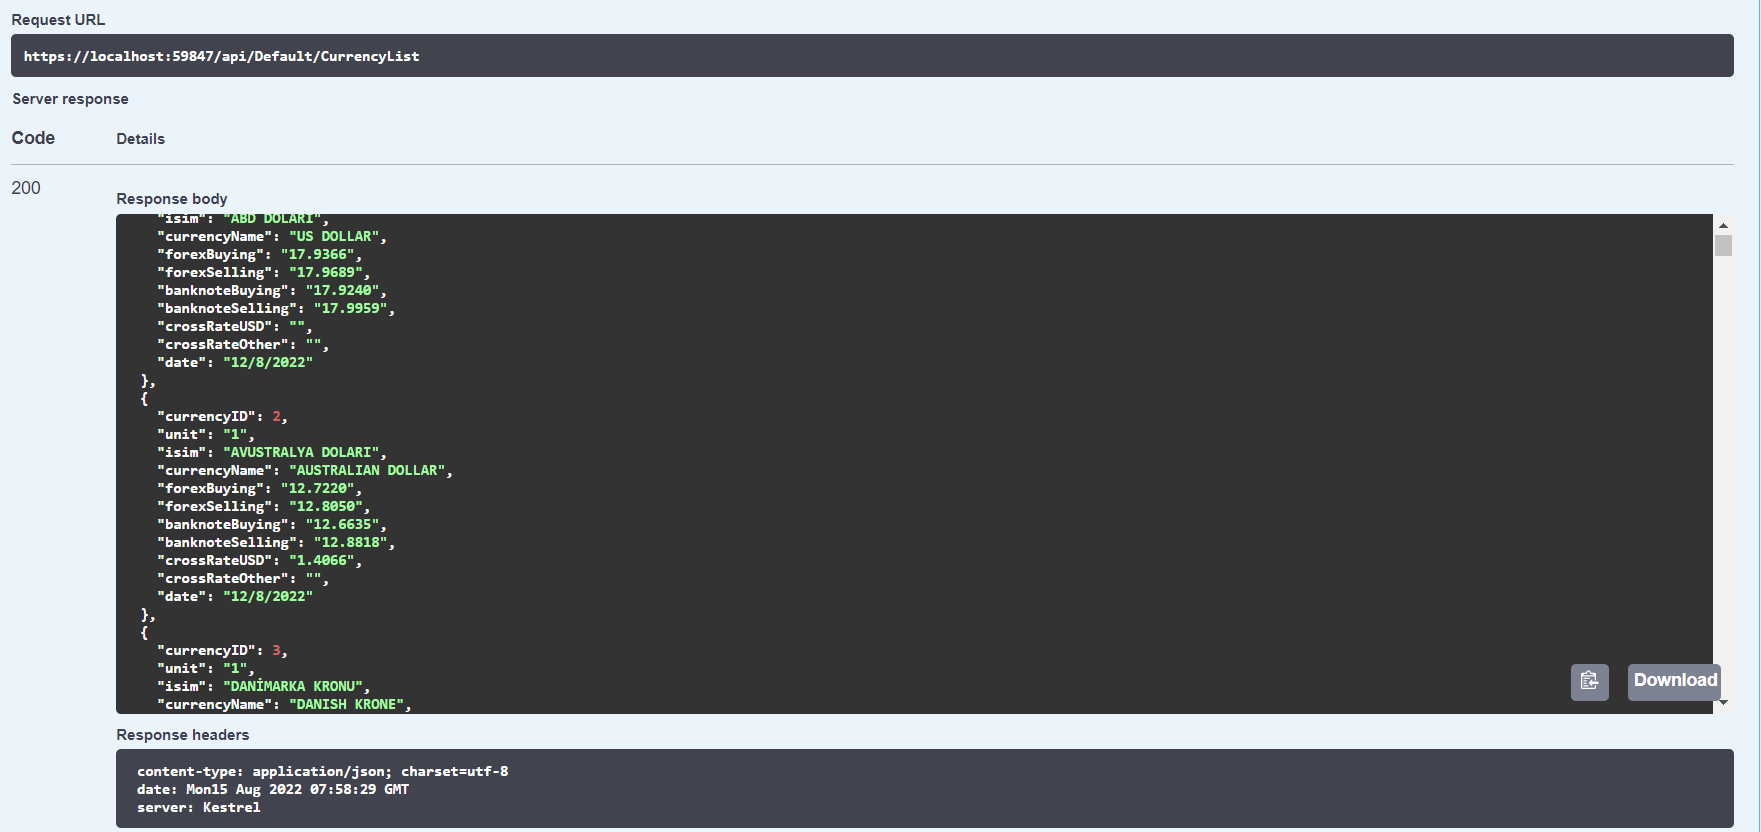 Request URL
https://localhost:59847/api/Default/CurrencyList
Server response
Code Details
200
Response body
"isim": "ABD DOLARI",
"currencyName": "US DOLLAR",
"forexBuying": "17.9366",
"forexSelling": "17.9689",
"banknoteBuying": "17.9240",
"banknoteSelling": "17.9959",
"crossRateUSD": "",
"crossRateOther": "",
"date": "12/8/2022"
},
{
"currencyID": 2,
"unit": "1",
"isim": "AVUSTRALYA DOLARI",
"currencyName": "AUSTRALIAN DOLLAR",
"forexBuying": "12.7220",
"forexSelling": "12.8050",
"banknoteBuying": "12.6635",
"banknoteSelling": "12.8818",
"crossRateUSD": "1.4066",
"crossRateOther": "",
"date": "12/8/2022"
},
{
"currencyID": 3,
"unit": "1",
"isim": "DANİMARKA KRONU",
"currencyName": "DANISH KRONE",
Download
Response headers
content-type: application/json; charset=utf-8
date: Mon15 Aug 2022 07:58:29 GMT
server: Kestrel